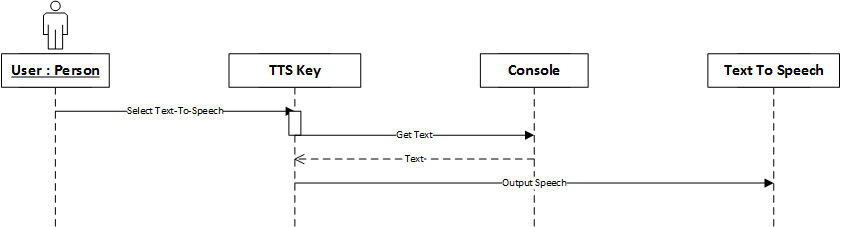 User : Person
TTS Key
Console
Text To Speech
Select Text-To-Speech
Get Text
Text
Output Speech